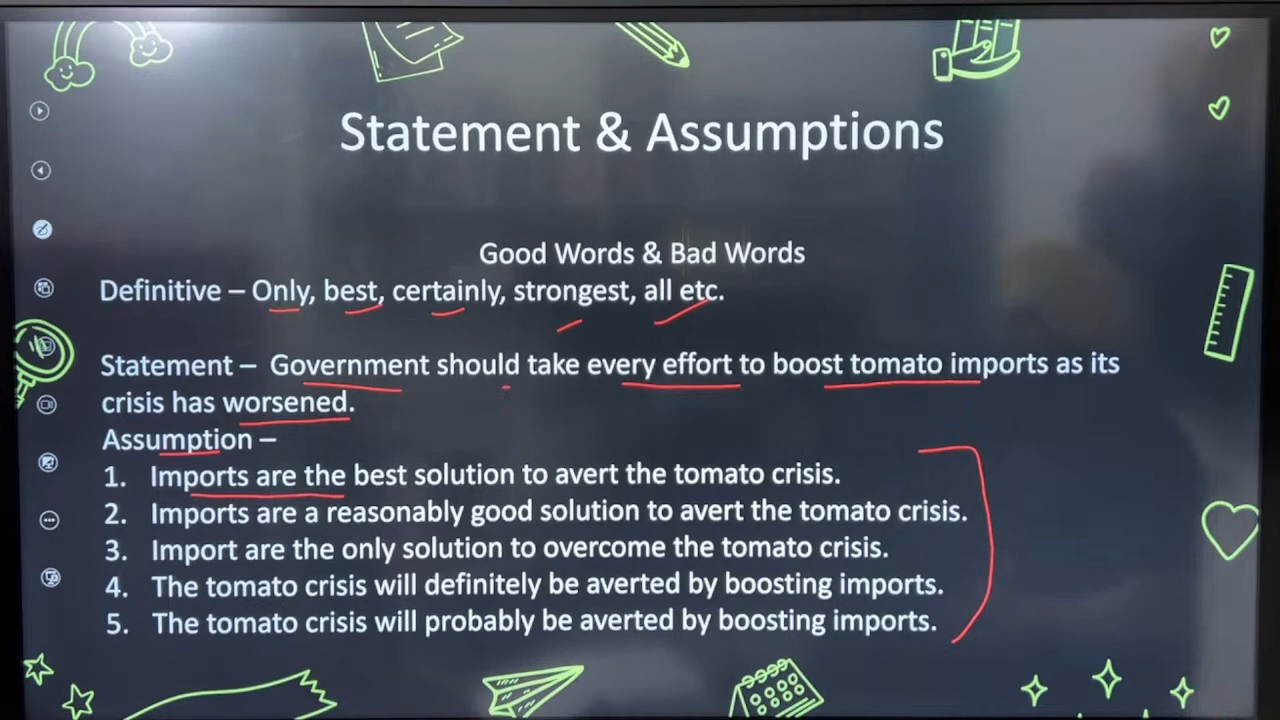 Statement & Assumptions
Good Words & Bad Words
Definitive – Only, best, certainly, strongest, all etc.
Statement – Government should take every effort to boost tomato imports as its
crisis has worsened.
Assumption –
1. Imports are the best solution to avert the tomato crisis.
2. Imports are a reasonably good solution to avert the tomato crisis.
3. Import are the only solution to overcome the tomato crisis.
4. The tomato crisis will definitely be averted by boosting imports.
5. The tomato crisis will probably be averted by boosting imports.